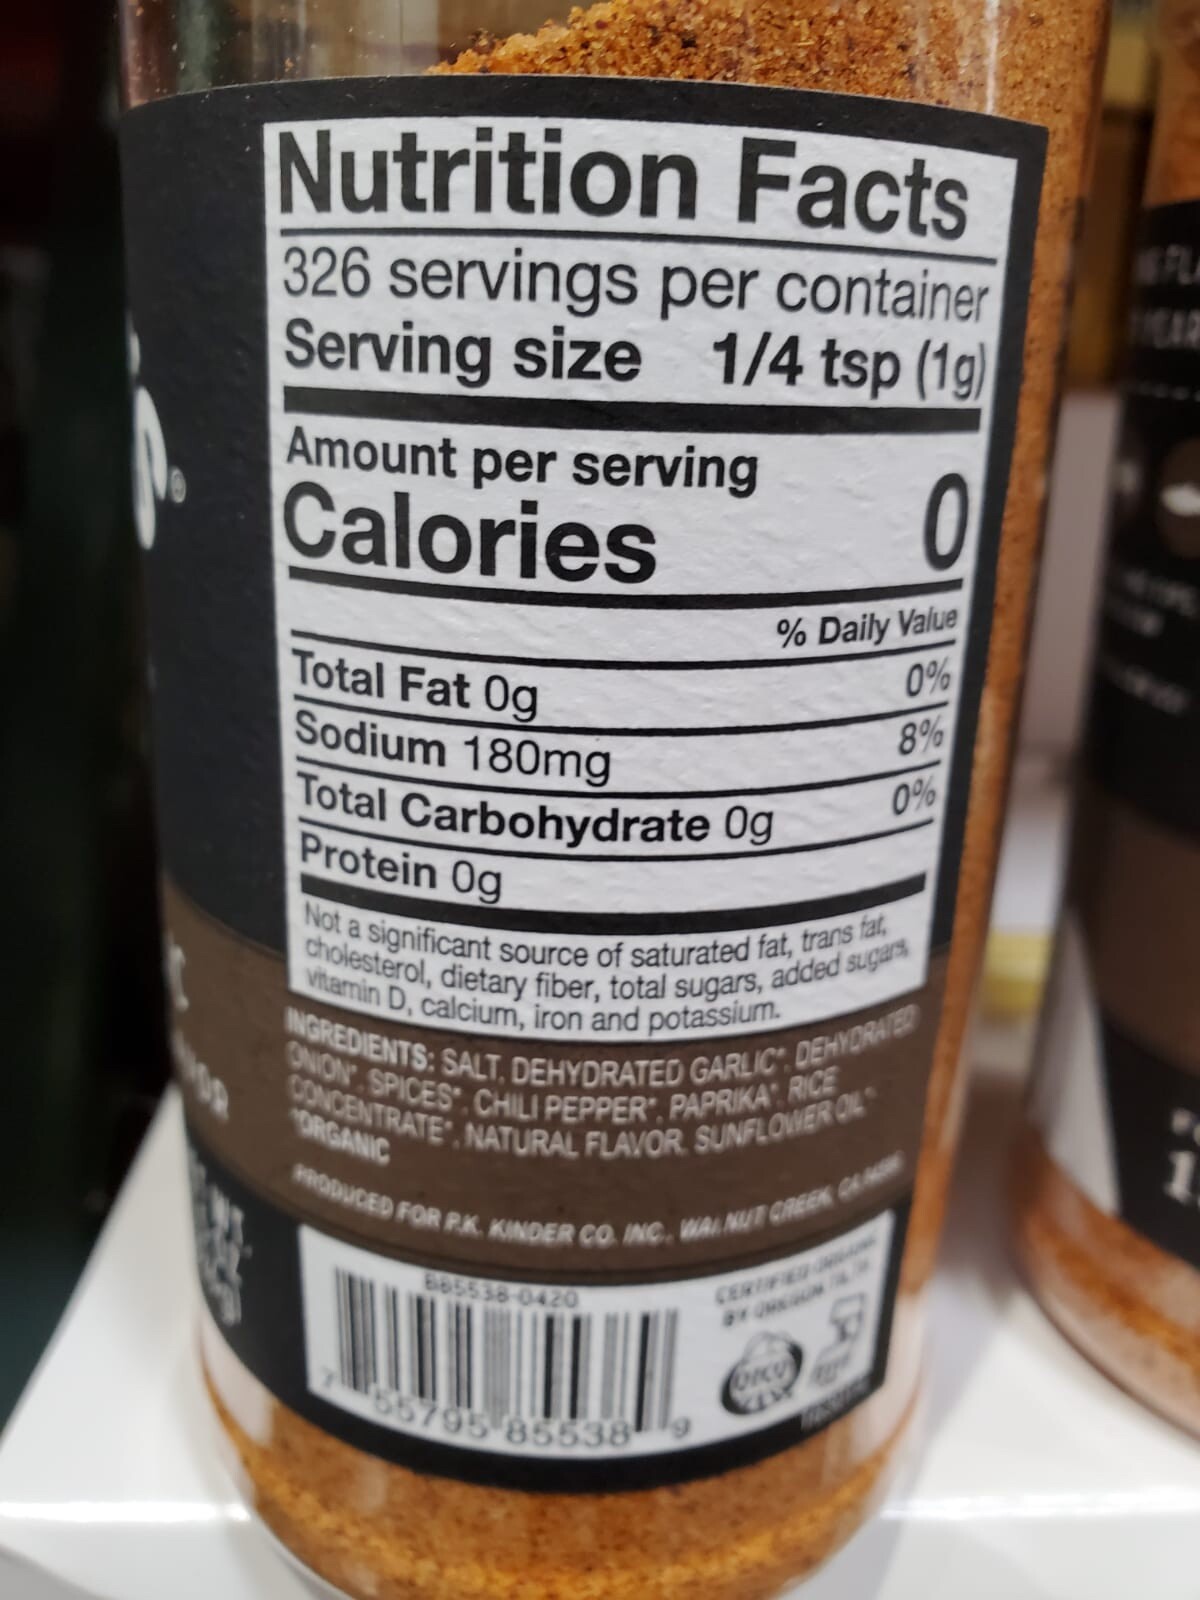 Nutrition Facts
326 servings per container
Serving size 1/4 tsp (1g)
Amount per serving
Calories 0
% Daily Value
Total Fat 0g 0%
Sodium 180mg 8%
Total Carbohydrate 0g 0%
Protein 0g
Not a significant source of saturated fat, trans fat,
cholesterol, dietary fiber, total sugars, added sugars,
vitamin D, calcium, iron and potassium.
INGREDIENTS: SALT, DEHYDRATED GARLIC*, DEHYDRATED
ONION*, SPICES*, CHILI PEPPER*, PAPRIKA*, RICE
CONCENTRATE*, NATURAL FLAVOR, SUNFLOWER OIL*
*ORGANIC
PRODUCED FOR P.K. KINDER CO. INC., WALNUT CREEK, CA
B85538-0420
CERTIFIED ORGANIC
BY OREGON TILTH
7 55795 85538 9